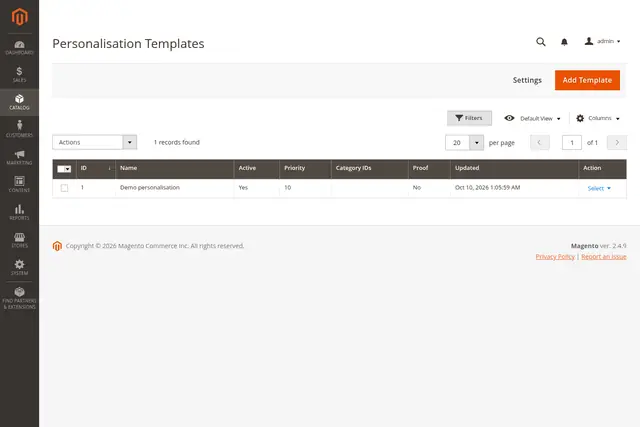 Personalisation Templates
admin
Settings
Add Template
Filters
Default View
Columns
Actions
1 records found
20
per page
1
of 1
ID
Name
Active
Priority
Category IDs
Proof
Updated
Action
1
Demo personalisation
Yes
10
No
Oct 10, 2026 1:05:59 AM
Select
DASHBOARD
SALES
CATALOG
CUSTOMERS
MARKETING
CONTENT
REPORTS
STORES
SYSTEM
FIND PARTNERS
& EXTENSIONS
Copyright © 2026 Magento Commerce Inc. All rights reserved.
Magento ver. 2.4.9
Privacy Policy | Report an Issue